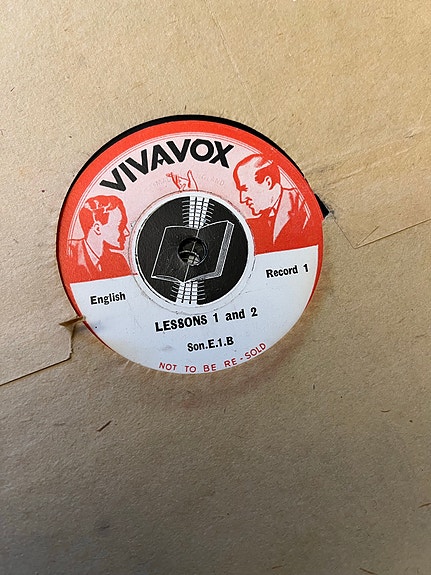 VIVAVOX
English
Record 1
LESSONS 1 and 2
Son.E.1.B
NOT TO BE RE-SOLD